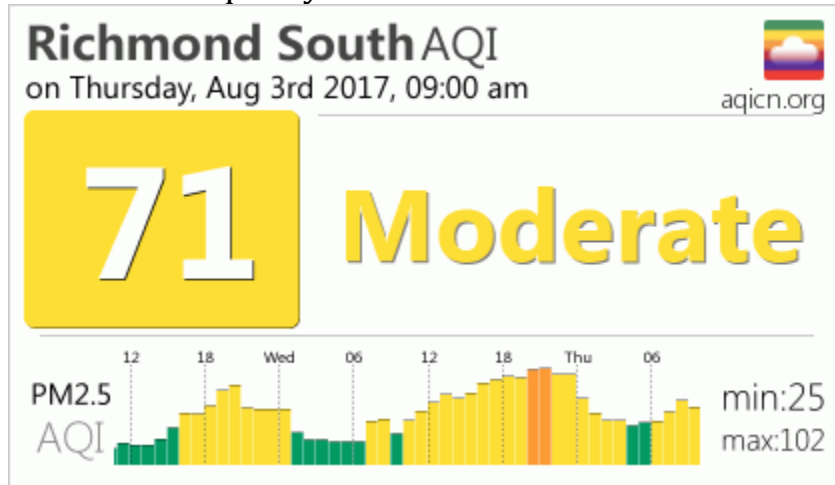 Richmond South AQI
on Thursday, Aug 3rd 2017, 09:00 am
aqicn.org
71
Moderate
12 18 Wed 06 12 18 Thu 06
PM2.5
AQI
min:25
max:102